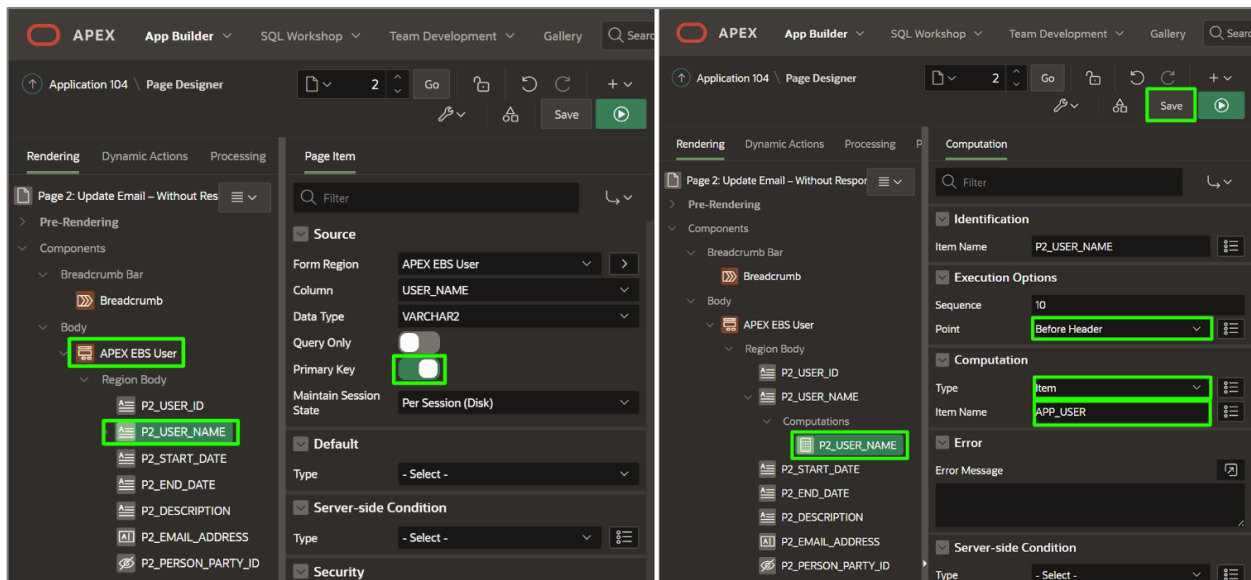 APEX App Builder SQL Workshop Team Development Gallery Searc
Application 104 \ Page Designer 2 Go
Save
Rendering Dynamic Actions Processing
Page 2: Update Email – Without Res
Pre-Rendering
Components
Breadcrumb Bar
Breadcrumb
Body
APEX EBS User
Region Body
P2_USER_ID
P2_USER_NAME
P2_START_DATE
P2_END_DATE
P2_DESCRIPTION
P2_EMAIL_ADDRESS
P2_PERSON_PARTY_ID
Page Item
Filter
Source
Form Region APEX EBS User
Column USER_NAME
Data Type VARCHAR2
Query Only
Primary Key
Maintain Session
State Per Session (Disk)
Default
Type - Select -
Server-side Condition
Type - Select -
Security
APEX App Builder SQL Workshop Team Development Gallery Searc
Application 104 \ Page Designer 2 Go
Save
Rendering Dynamic Actions Processing P
Page 2: Update Email – Without Respor
Pre-Rendering
Components
Breadcrumb Bar
Breadcrumb
Body
APEX EBS User
Region Body
P2_USER_ID
P2_USER_NAME
Computations
P2_USER_NAME
P2_START_DATE
P2_END_DATE
P2_DESCRIPTION
P2_EMAIL_ADDRESS
P2_PERSON_PARTY_ID
Computation
Filter
Identification
Item Name P2_USER_NAME
Execution Options
Sequence 10
Point Before Header
Computation
Type Item
Item Name APP_USER
Error
Error Message
Server-side Condition
Type - Select -